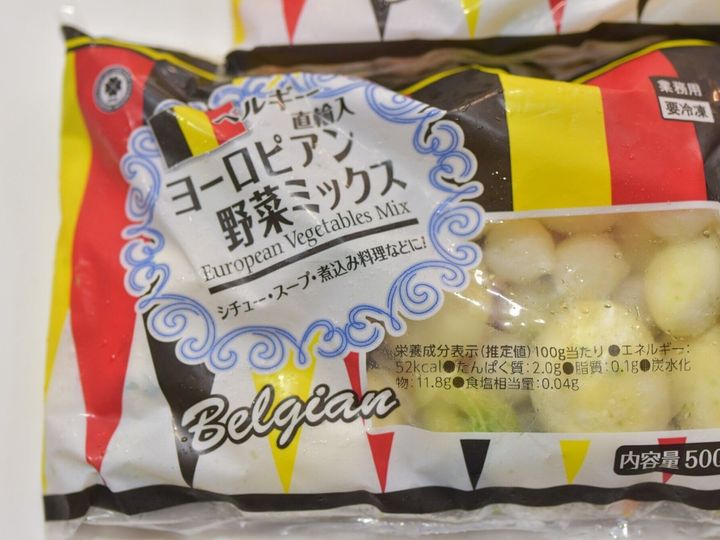 業務用
要冷凍
ベルギー
直輸入
ヨーロピアン
野菜ミックス
European Vegetables Mix
シチュー・スープ・煮込み料理などに!
栄養成分表示(推定値)100g当たり●エネルギー:
52kcal●たんぱく質:2.0g●脂質:0.1g●炭水化
物:11.8g●食塩相当量:0.04g
Belgian
内容量 500